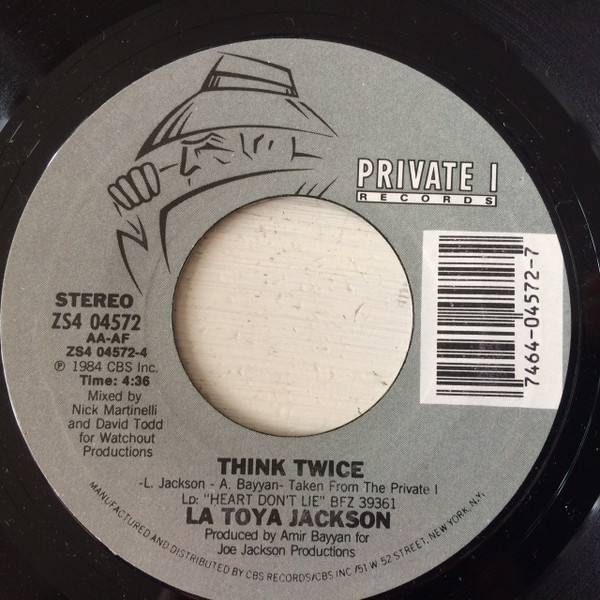 PRIVATE I
RECORDS
7464-04572-7
STEREO
ZS4 04572
AA-AF
ZS4 04572-4
℗ 1984 CBS Inc.
Time: 4:36
Mixed by
Nick Martinelli
and David Todd
for Watchout
Productions
THINK TWICE
-L. Jackson - A. Bayyan- Taken From The Private I
LP: "HEART DON'T LIE" BFZ 39361
LA TOYA JACKSON
Produced by Amir Bayyan for
Joe Jackson Productions
MANUFACTURED AND DISTRIBUTED BY CBS RECORDS/CBS INC /51 W 52 STREET, NEW YORK, N.Y.